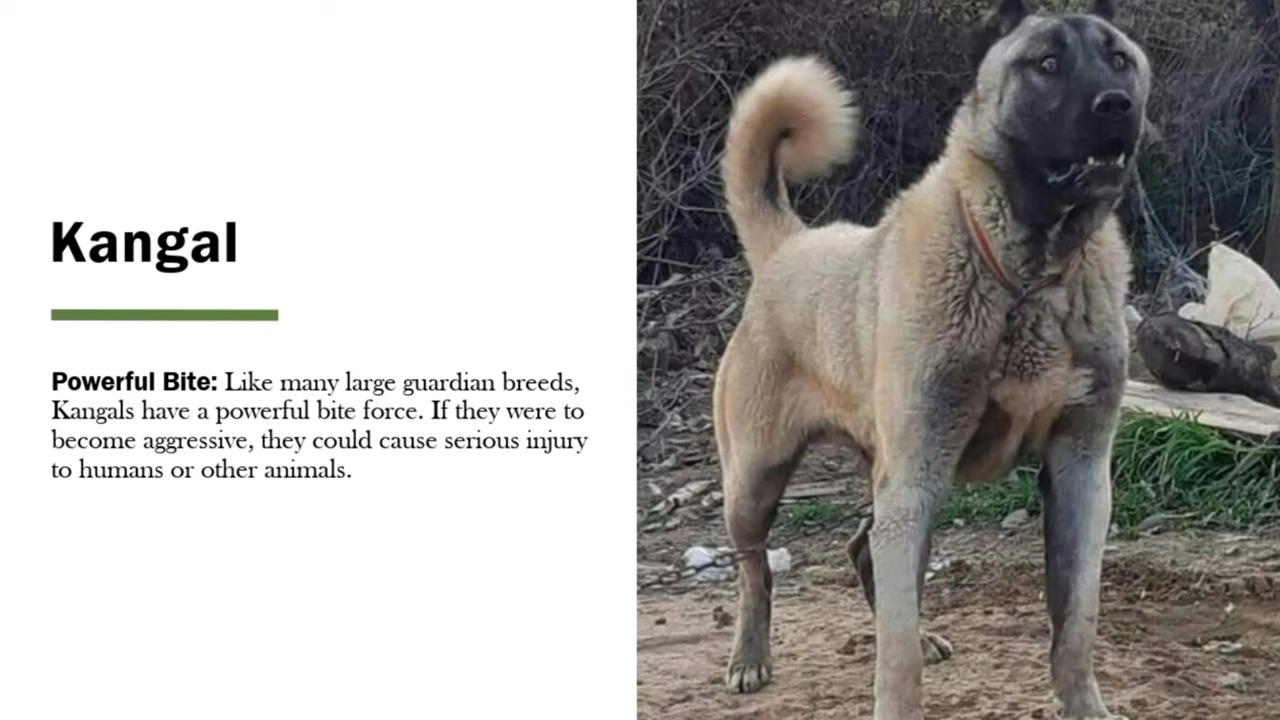 Kangal
Powerful Bite: Like many large guardian breeds,
Kangals have a powerful bite force. If they were to
become aggressive, they could cause serious injury
to humans or other animals.